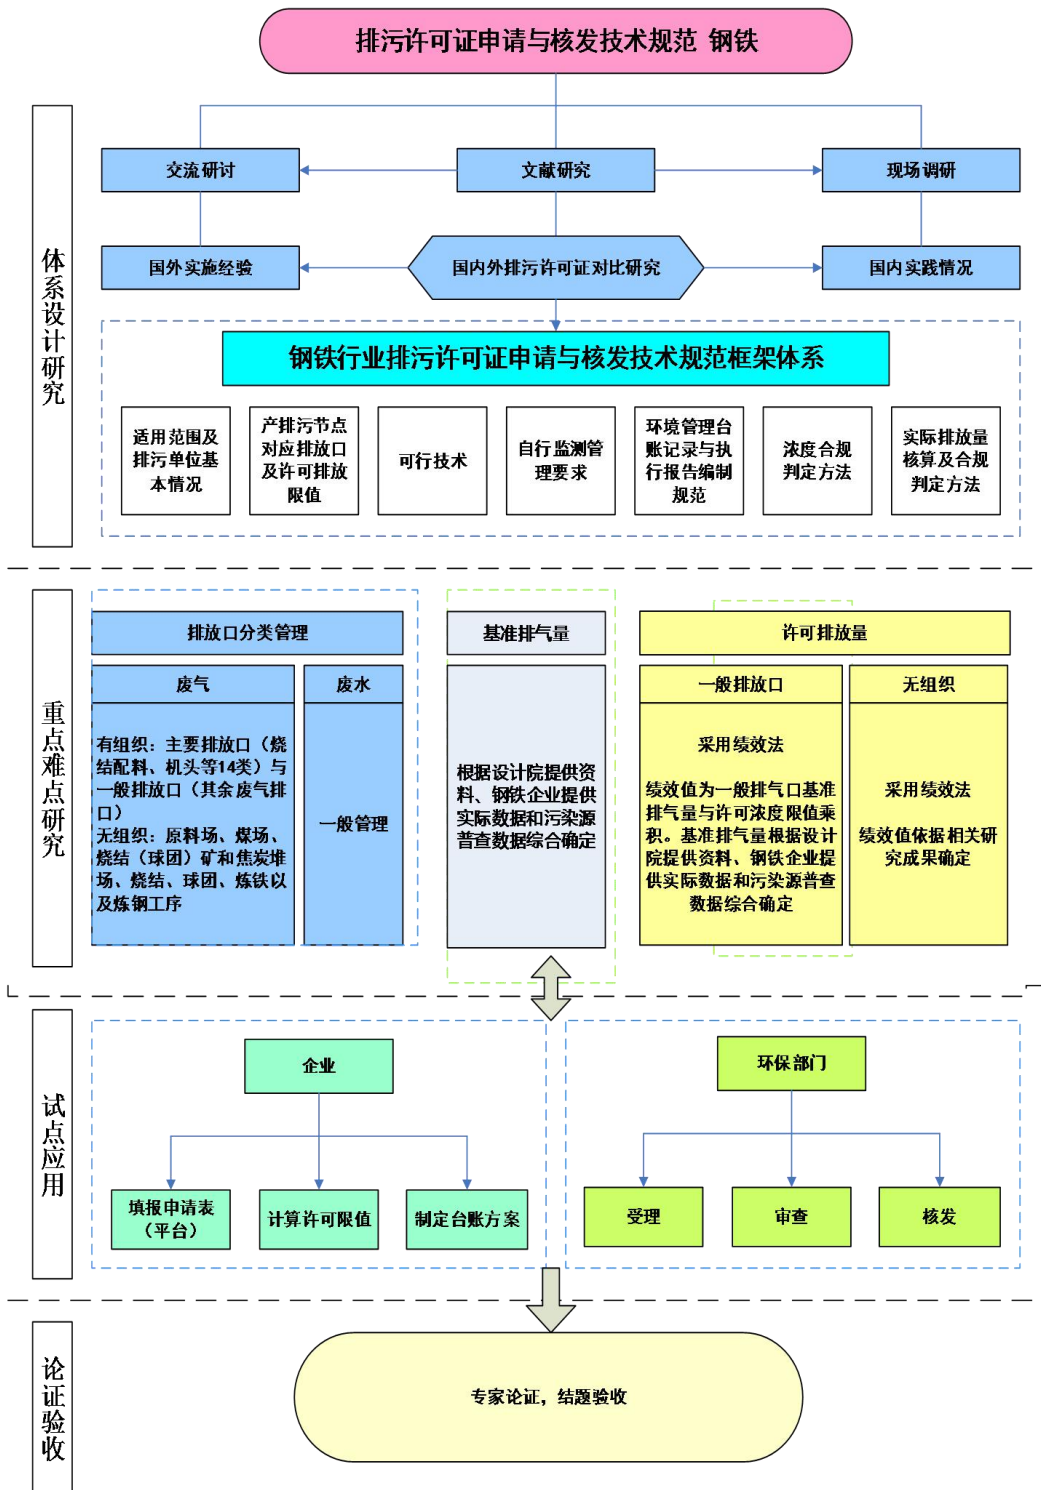 排污许可证申请与核发技术规范 钢铁
体系设计研究
交流研讨
文献研究
现场调研
国外实施经验
国内外排污许可证对比研究
国内实践情况
钢铁行业排污许可证申请与核发技术规范框架体系
适用范围及
排污单位基
本情况
产排污节点
对应排放口
及许可排放
限值
可行技术
自行监测管
理要求
环境管理台
账记录与执
行报告编制
规范
浓度合规
判定方法
实际排放量
核算及合规
判定方法
重点难点研究
排放口分类管理
废气
有组织：主要排放口（烧
结配料、机头等14类）与
一般排放口（其余废气排
口）
无组织：原料场、煤场、
烧结（球团）矿和焦炭堆
场、烧结、球团、炼铁以
及炼钢工序
废水
一般管理
基准排气量
根据设计院提供资
料、钢铁企业提供
实际数据和污染源
普查数据综合确定
许可排放量
一般排放口
采用绩效法
绩效值为一般排气口基准
排气量与许可浓度限值乘
积。基准排气量根据设计
院提供资料、钢铁企业提
供实际数据和污染源普查
数据综合确定
无组织
采用绩效法
绩效值依据相关研
究成果确定
试点应用
企业
填报申请表
（平台）
计算许可限值
制定台账方案
环保部门
受理
审查
核发
论证验收
专家论证，结题验收